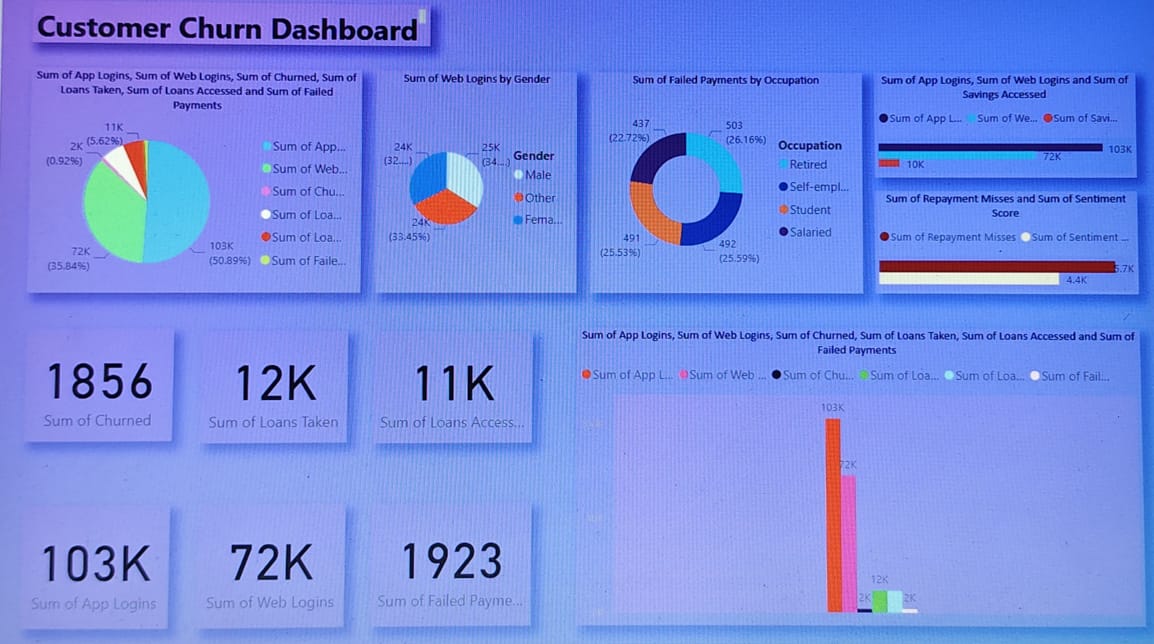 Customer Churn Dashboard
Sum of App Logins, Sum of Web Logins, Sum of Churned, Sum of
Loans Taken, Sum of Loans Accessed and Sum of Failed
Payments
11K
(5.62%)
2K
(0.92%)
72K
(35.84%)
103K
(50.89%)
Sum of App...
Sum of Web...
Sum of Chu...
Sum of Loa...
Sum of Loa...
Sum of Faile...
Sum of Web Logins by Gender
24K
(32....)
25K
(34...)
24K
(33.45%)
Gender
Male
Other
Fema...
Sum of Failed Payments by Occupation
437
(22.72%)
503
(26.16%)
491
(25.53%)
492
(25.59%)
Occupation
Retired
Self-empl...
Student
Salaried
Sum of App Logins, Sum of Web Logins and Sum of
Savings Accessed
Sum of App L... Sum of We... Sum of Savi...
103K
72K
10K
Sum of Repayment Misses and Sum of Sentiment
Score
Sum of Repayment Misses Sum of Sentiment ...
5.7K
4.4K
1856
Sum of Churned
12K
Sum of Loans Taken
11K
Sum of Loans Access...
103K
Sum of App Logins
72K
Sum of Web Logins
1923
Sum of Failed Payme...
Sum of App Logins, Sum of Web Logins, Sum of Churned, Sum of Loans Taken, Sum of Loans Accessed and Sum of
Failed Payments
Sum of App L... Sum of Web ... Sum of Chu... Sum of Loa... Sum of Loa... Sum of Fail...
103K
72K
12K
2K
2K